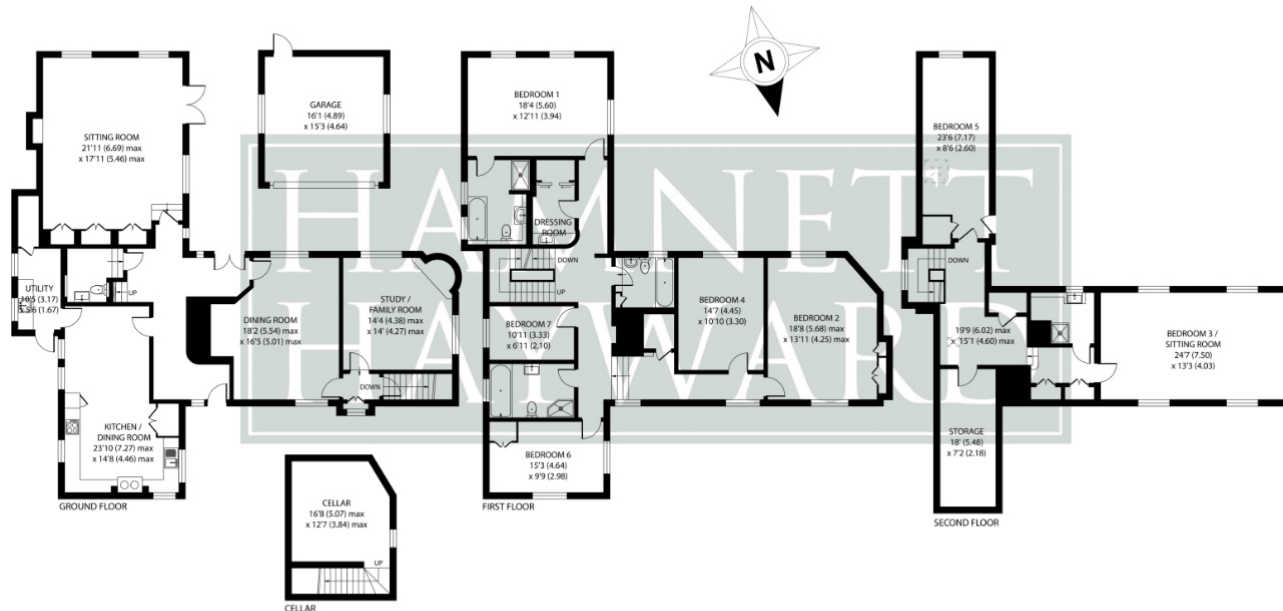 SITTING ROOM
21'11 (6.69) max
x 17'11 (5.46) max
GARAGE
16'1 (4.89)
x 15'3 (4.64)
BEDROOM 1
18'4 (5.60)
x 12'11 (3.94)
N
BEDROOM 5
23'6 (7.17)
x 8'6 (2.60)
HAMNETT
HAYWARD
DRESSING
ROOM
DOWN
UP
UP
DOWN
UTILITY
10'5 (3.17)
x 5'6 (1.67)
DINING ROOM
18'2 (5.54) max
x 16'5 (5.01) max
STUDY /
FAMILY ROOM
14'4 (4.38) max
x 14' (4.27) max
DOWN
BEDROOM 7
10'11 (3.33)
x 6'11 (2.10)
BEDROOM 4
14'7 (4.45)
x 10'10 (3.30)
BEDROOM 2
18'8 (5.68) max
x 13'11 (4.25) max
19'9 (6.02) max
x 15'1 (4.60) max
BEDROOM 3 /
SITTING ROOM
24'7 (7.50)
x 13'3 (4.03)
KITCHEN /
DINING ROOM
23'10 (7.27) max
x 14'8 (4.46) max
BEDROOM 6
15'3 (4.64)
x 9'9 (2.98)
STORAGE
18' (5.48)
x 7'2 (2.18)
GROUND FLOOR
FIRST FLOOR
SECOND FLOOR
CELLAR
16'8 (5.07) max
x 12'7 (3.84) max
UP
CELLAR